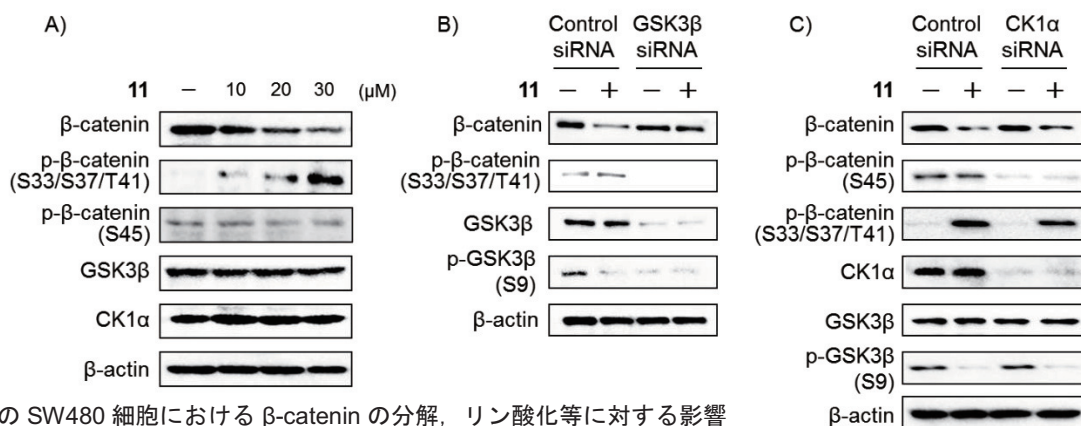 A)
11 − 10 20 30 (μM)
β-catenin
p-β-catenin
(S33/S37/T41)
p-β-catenin
(S45)
GSK3β
CK1α
β-actin
B)
Control GSK3β
siRNA siRNA
11 − + − +
β-catenin
p-β-catenin
(S33/S37/T41)
GSK3β
p-GSK3β
(S9)
β-actin
C)
Control CK1α
siRNA siRNA
11 − + − +
β-catenin
p-β-catenin
(S45)
p-β-catenin
(S33/S37/T41)
CK1α
GSK3β
p-GSK3β
(S9)
β-actin
の SW480 細胞における β-catenin の分解,リン酸化等に対する影響